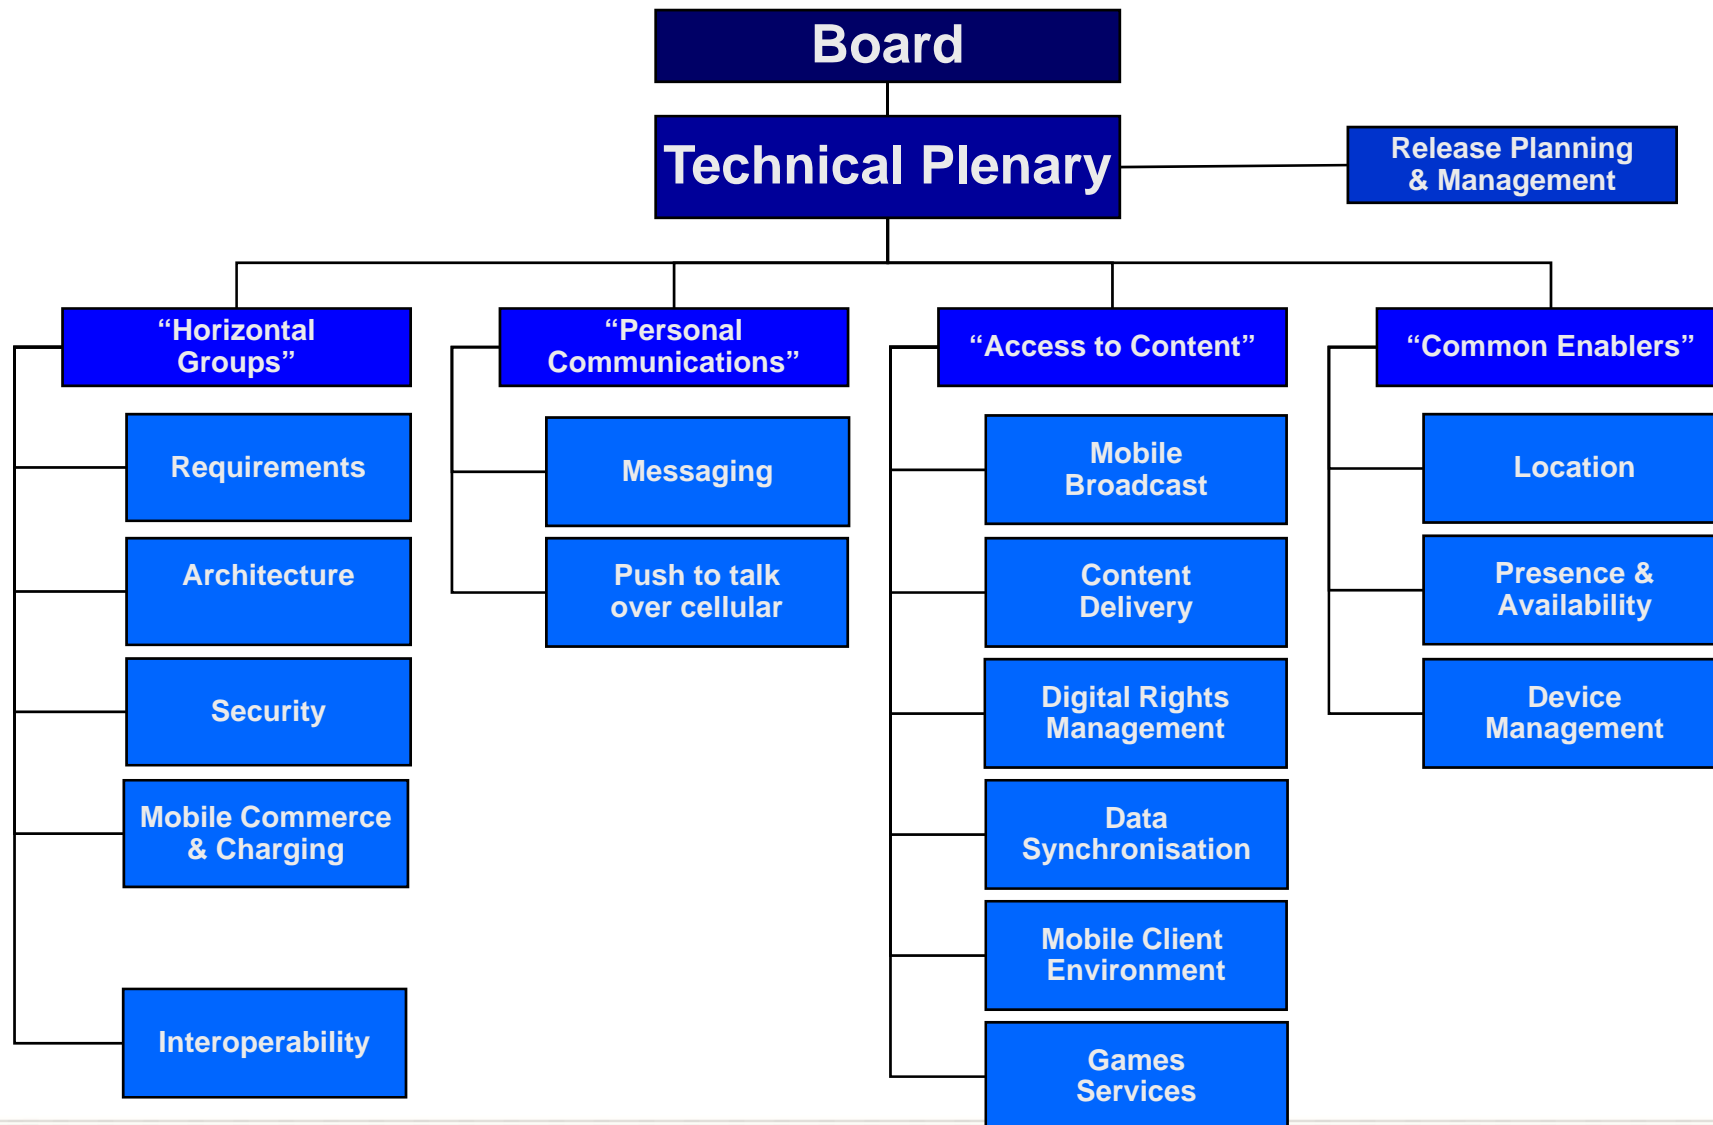 Board
Technical Plenary
Release Planning
& Management
“Horizontal
Groups”
Requirements
Architecture
Security
Mobile Commerce
& Charging
Interoperability
“Personal
Communications”
Messaging
Push to talk
over cellular
“Access to Content”
Mobile
Broadcast
Content
Delivery
Digital Rights
Management
Data
Synchronisation
Mobile Client
Environment
Games
Services
“Common Enablers”
Location
Presence &
Availability
Device
Management